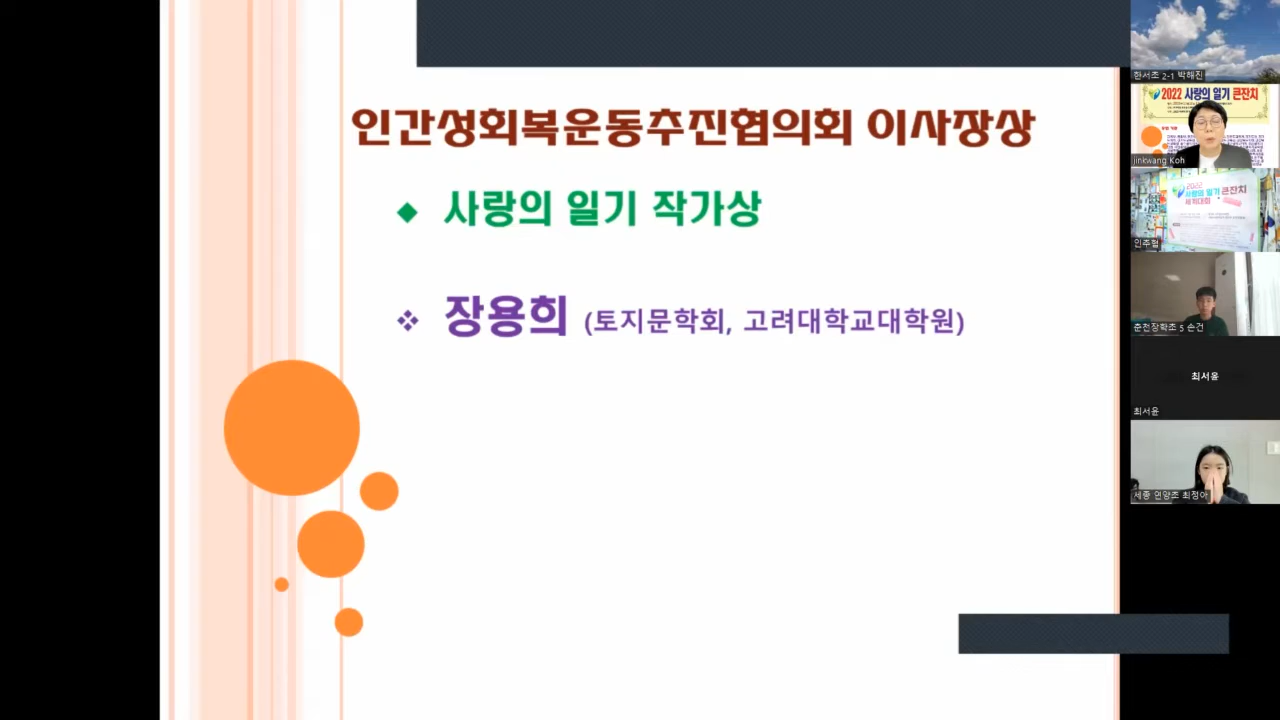 인간성회복운동추진협의회 이사장상
사랑의 일기 작가상
장용희 (토지문학회, 고려대학교대학원)
한서초 2-1 박해진
2022 사랑의 일기 큰잔치
jinkwang Koh
2022
사랑의 일기 큰잔치
세계대회
인추협
춘천장학초 5 손건
최서윤
최서윤
세종 연양초 최정아